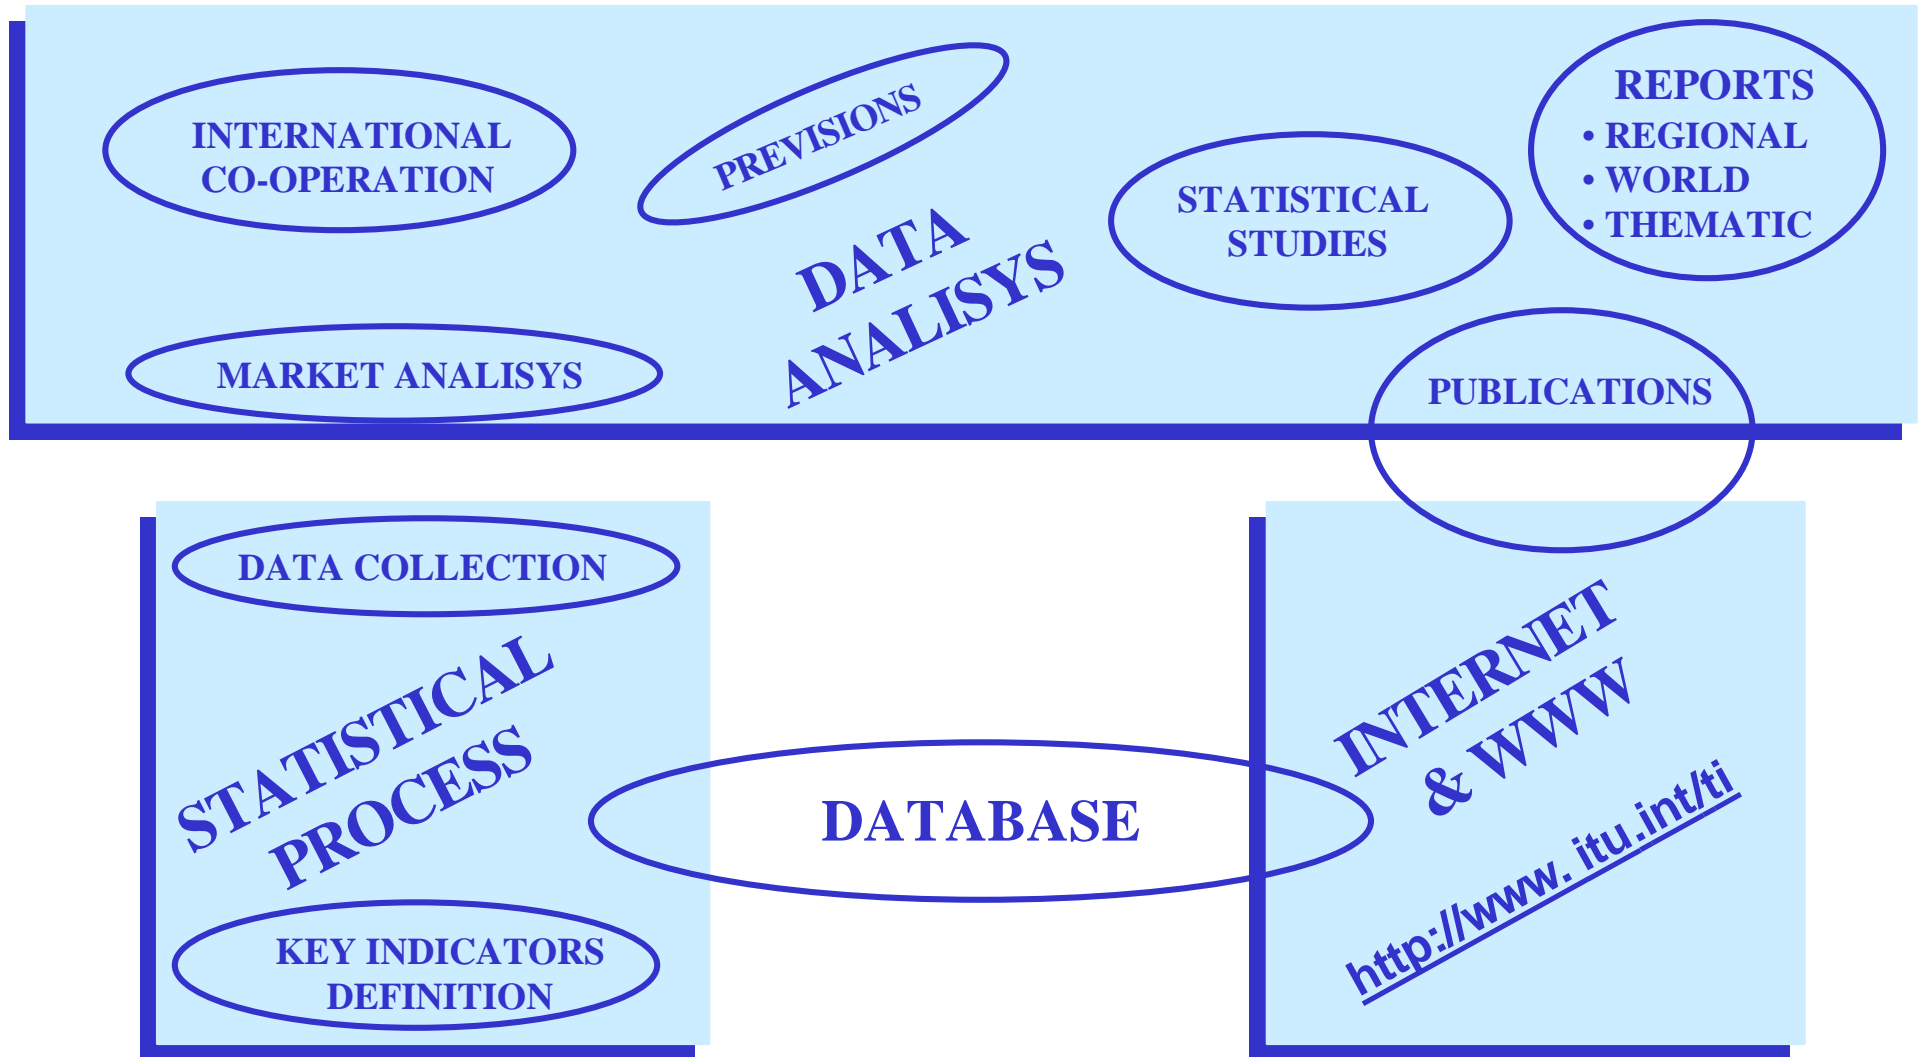 INTERNATIONAL
CO-OPERATION
PREVISIONS
REPORTS
• REGIONAL
• WORLD
• THEMATIC
STATISTICAL
STUDIES
DATA
ANALISYS
MARKET ANALISYS
PUBLICATIONS
DATA COLLECTION
STATISTICAL
PROCESS
KEY INDICATORS
DEFINITION
DATABASE
INTERNET
& WWW
http://www. itu.int/ti